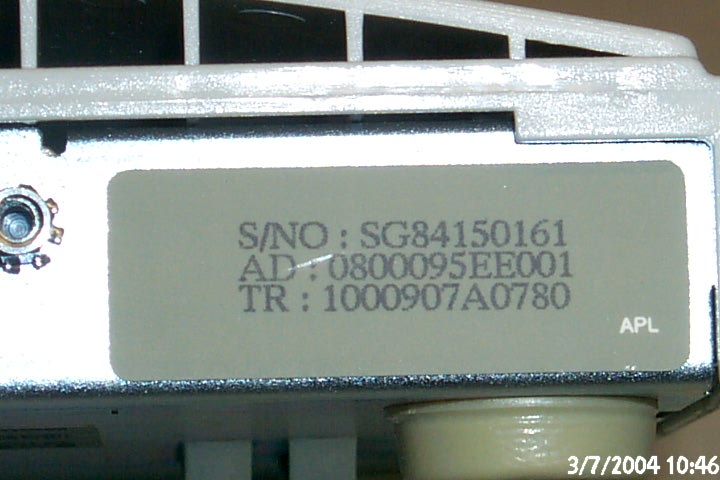 S/NO : SG84150161
AD : 0800095EE001
TR : 1000907A0780
APL
3/7/2004 10:46